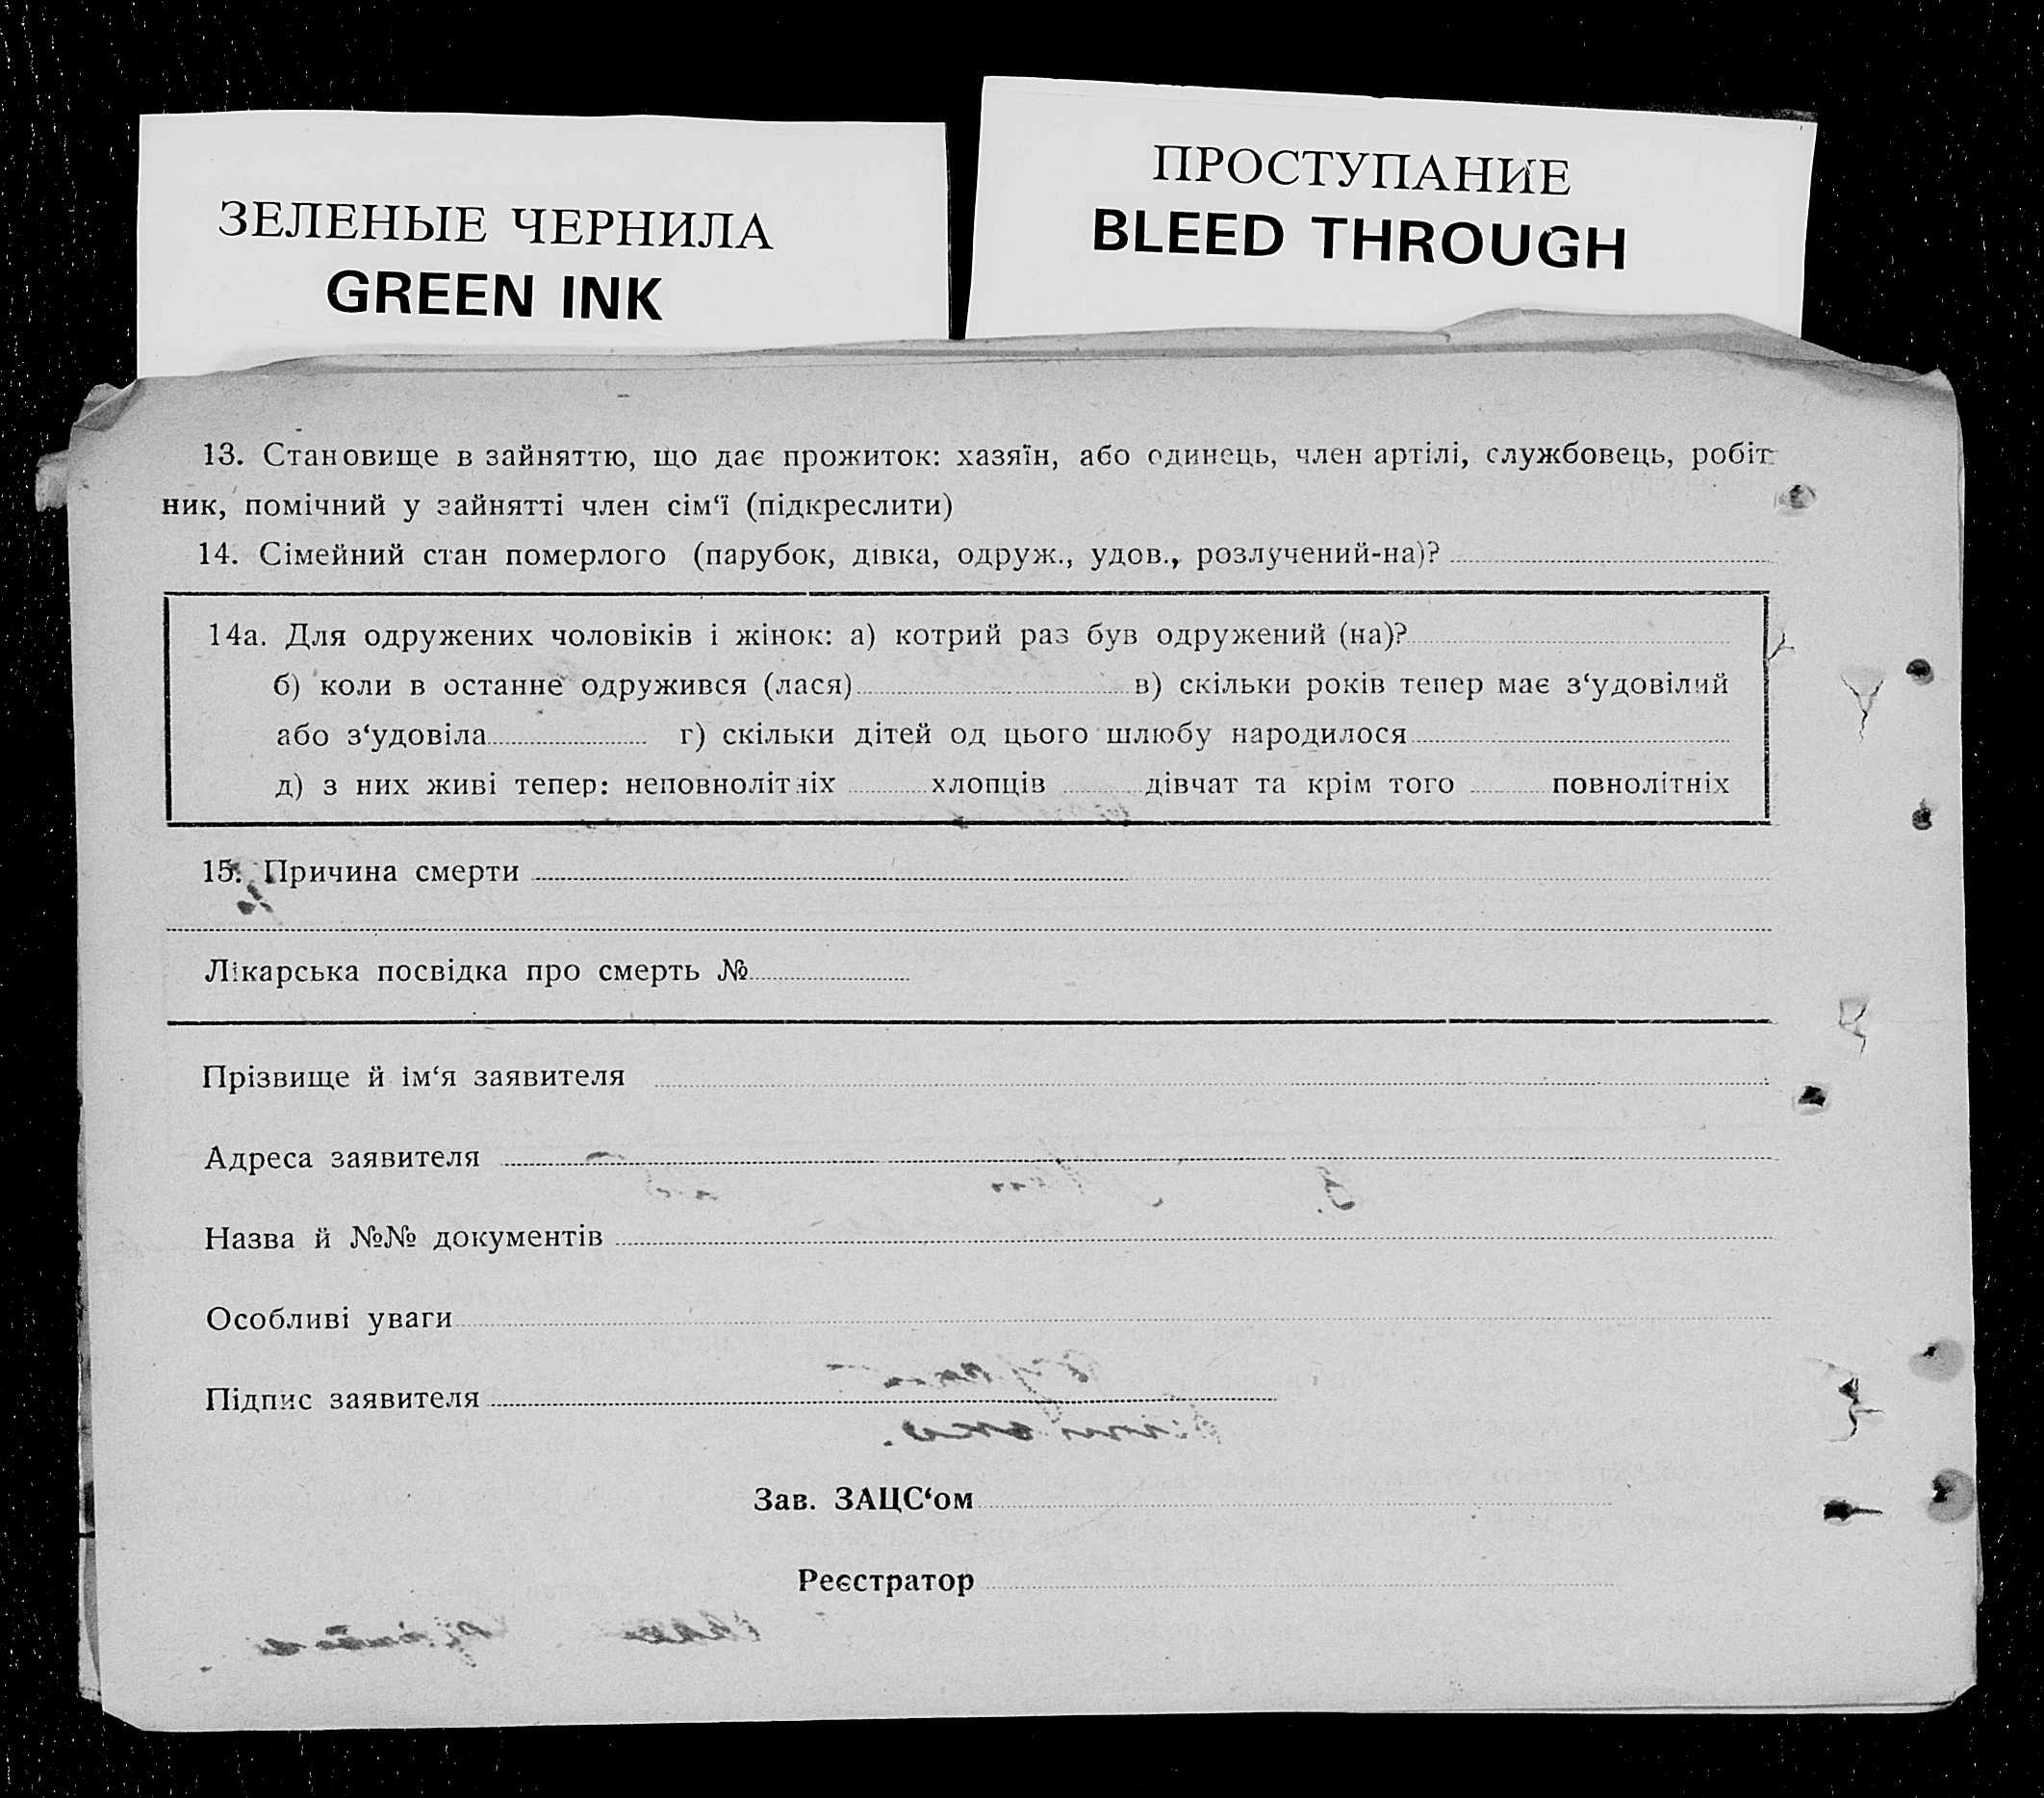 ЗЕЛЕНЫЕ ЧЕРНИЛА
GREEN INK
ПРОСТУПАНИЕ
BLEED THROUGH
13. Становище в зайняттю, що дає прожиток: хазяїн, або одинець, член артілі, службовець, робіт-
ник, помічний у зайнятті член сім‘ї (підкреслити)
14. Сімейний стан померлого (парубок, дівка, одруж., удов., розлучений-на)?
14а. Для одружених чоловіків і жінок: а) котрий раз був одружений (на)?
б) коли в останнє одружився (лася) в) скільки років тепер має з‘удовілий
або з‘удовіла г) скільки дітей од цього шлюбу народилося
д) з них живі тепер: неповнолітніх хлопців дівчат та крім того повнолітніх
15. Причина смерти
Лікарська посвідка про смерть №
Прізвище й ім‘я заявителя
Адреса заявителя
Назва й №№ документів
Особливі уваги
Підпис заявителя
Зав. ЗАЦС‘ом
Реєстратор